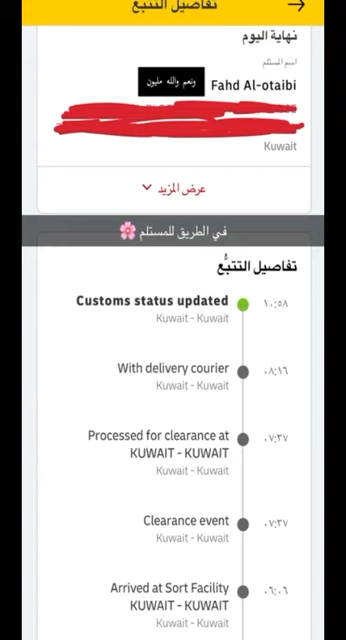 تفاصيل التتبع
نهاية اليوم
اسم المستلم
Fahd Al-otaibi
ونعم والله مليون
Kuwait
عرض المزيد
في الطريق للمستلم 🌸
تفاصيل التتبُّع
Customs status updated
١٠:٥٨
Kuwait - Kuwait
With delivery courier
٠٨:١٦
Kuwait - Kuwait
Processed for clearance at
KUWAIT - KUWAIT
٠٧:٣٧
Kuwait - Kuwait
Clearance event
٠٧:٣٧
Kuwait - Kuwait
Arrived at Sort Facility
KUWAIT - KUWAIT
٠٦:٠٦
Kuwait - Kuwait